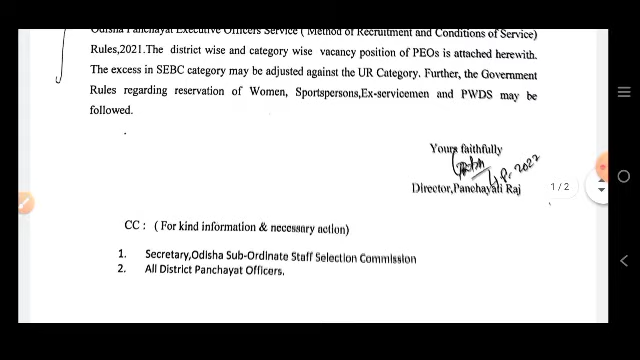 Odisha Panchayat Executive Officers Service ( Method of Recruitment and Conditions of Service)
Rules,2021.The district wise and category wise vacancy position of PEOs is attached herewith.
The excess in SEBC category may be adjusted against the UR Category. Further, the Government
Rules regarding reservation of Women, Sportspersons,Ex-servicemen and PWDS may be
followed.
Yours faithfully
2022
Director,Panchayati Raj
1/2
CC : (For kind information & necessary action)
1. Secretary,Odisha Sub-Ordinate Staff Selection Commission
2. All District Panchayat Officers.